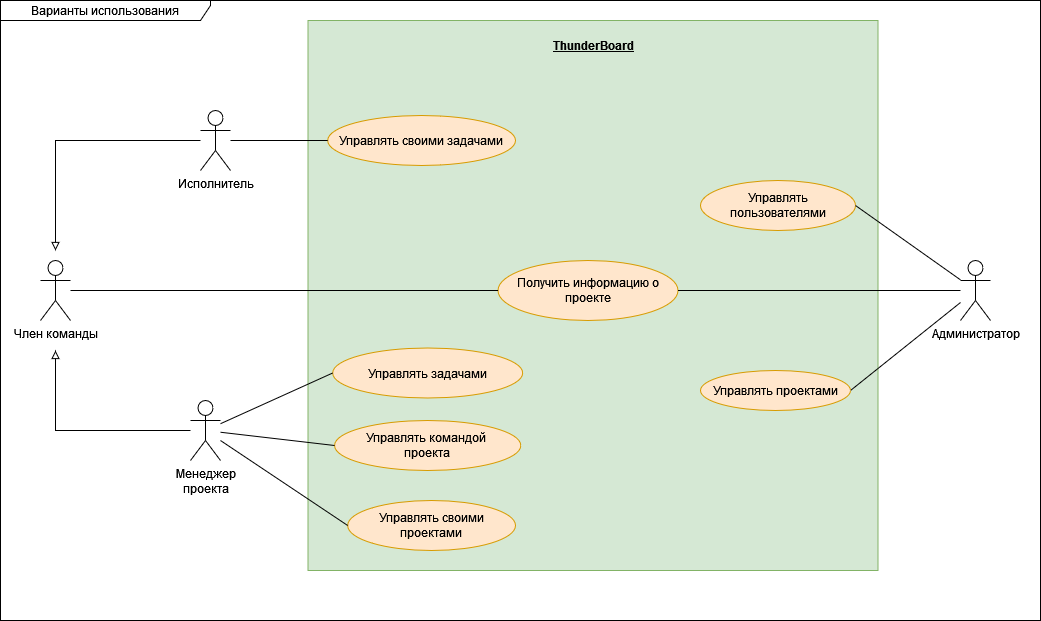 Варианты использования
ThunderBoard
Управлять своими задачами
Исполнитель
Управлять
пользователями
Получить информацию о
проекте
Член команды
Администратор
Управлять задачами
Управлять проектами
Управлять командой
проекта
Менеджер
проекта
Управлять своими
проектами